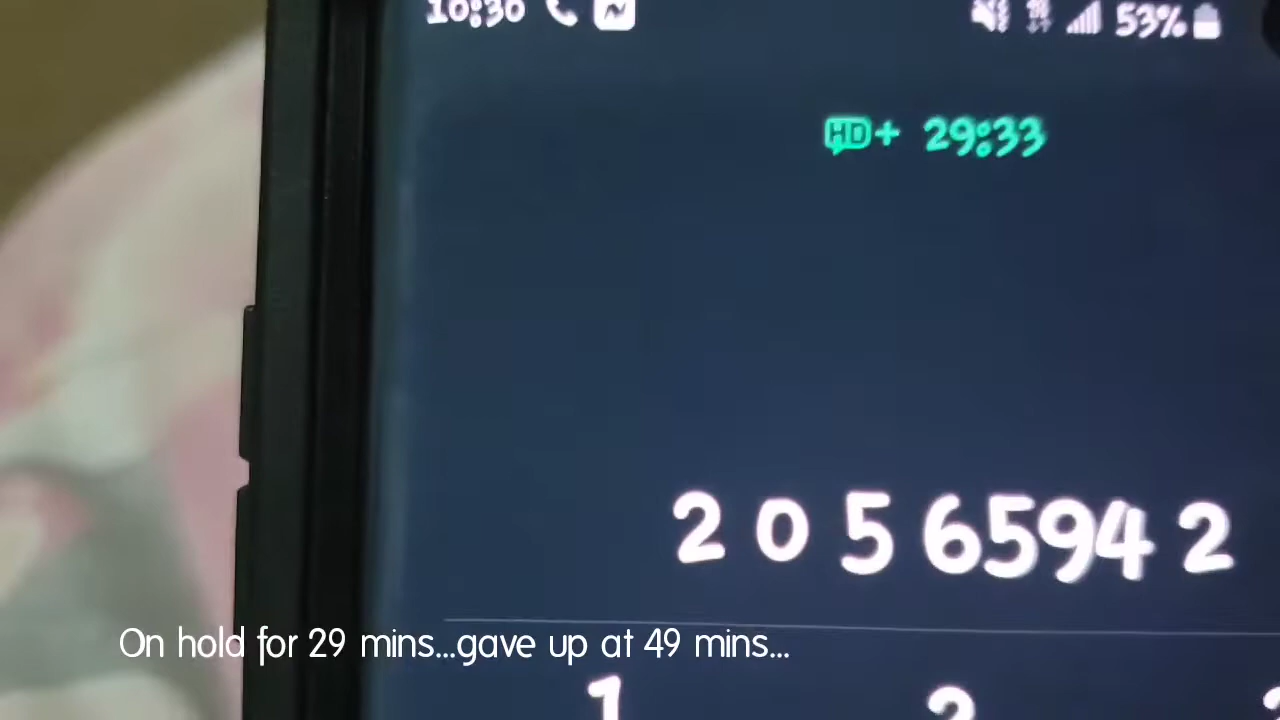 10:30 53%
HD+ 29:33
2 0 5 6594 2
On hold for 29 mins...gave up at 49 mins...
1 2